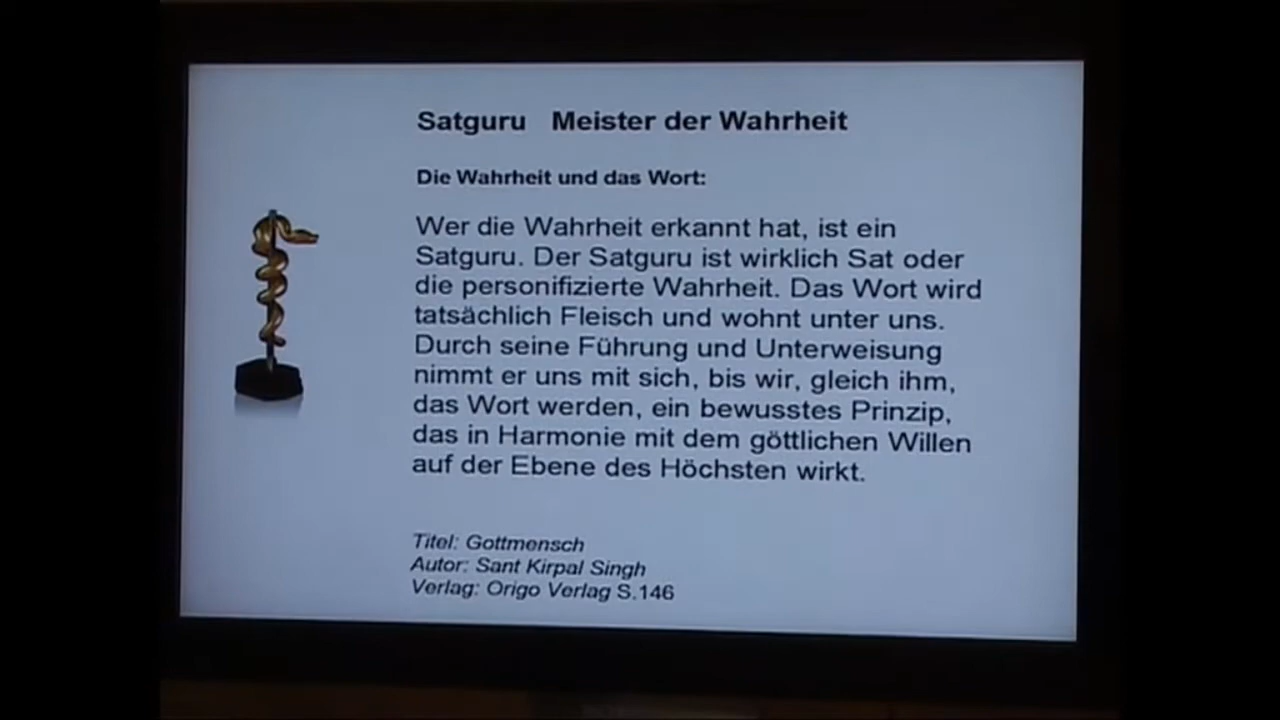 Satguru Meister der Wahrheit
Die Wahrheit und das Wort:
Wer die Wahrheit erkannt hat, ist ein
Satguru. Der Satguru ist wirklich Sat oder
die personifizierte Wahrheit. Das Wort wird
tatsächlich Fleisch und wohnt unter uns.
Durch seine Führung und Unterweisung
nimmt er uns mit sich, bis wir, gleich ihm,
das Wort werden, ein bewusstes Prinzip,
das in Harmonie mit dem göttlichen Willen
auf der Ebene des Höchsten wirkt.
Titel: Gottmensch
Autor: Sant Kirpal Singh
Verlag: Origo Verlag S.146